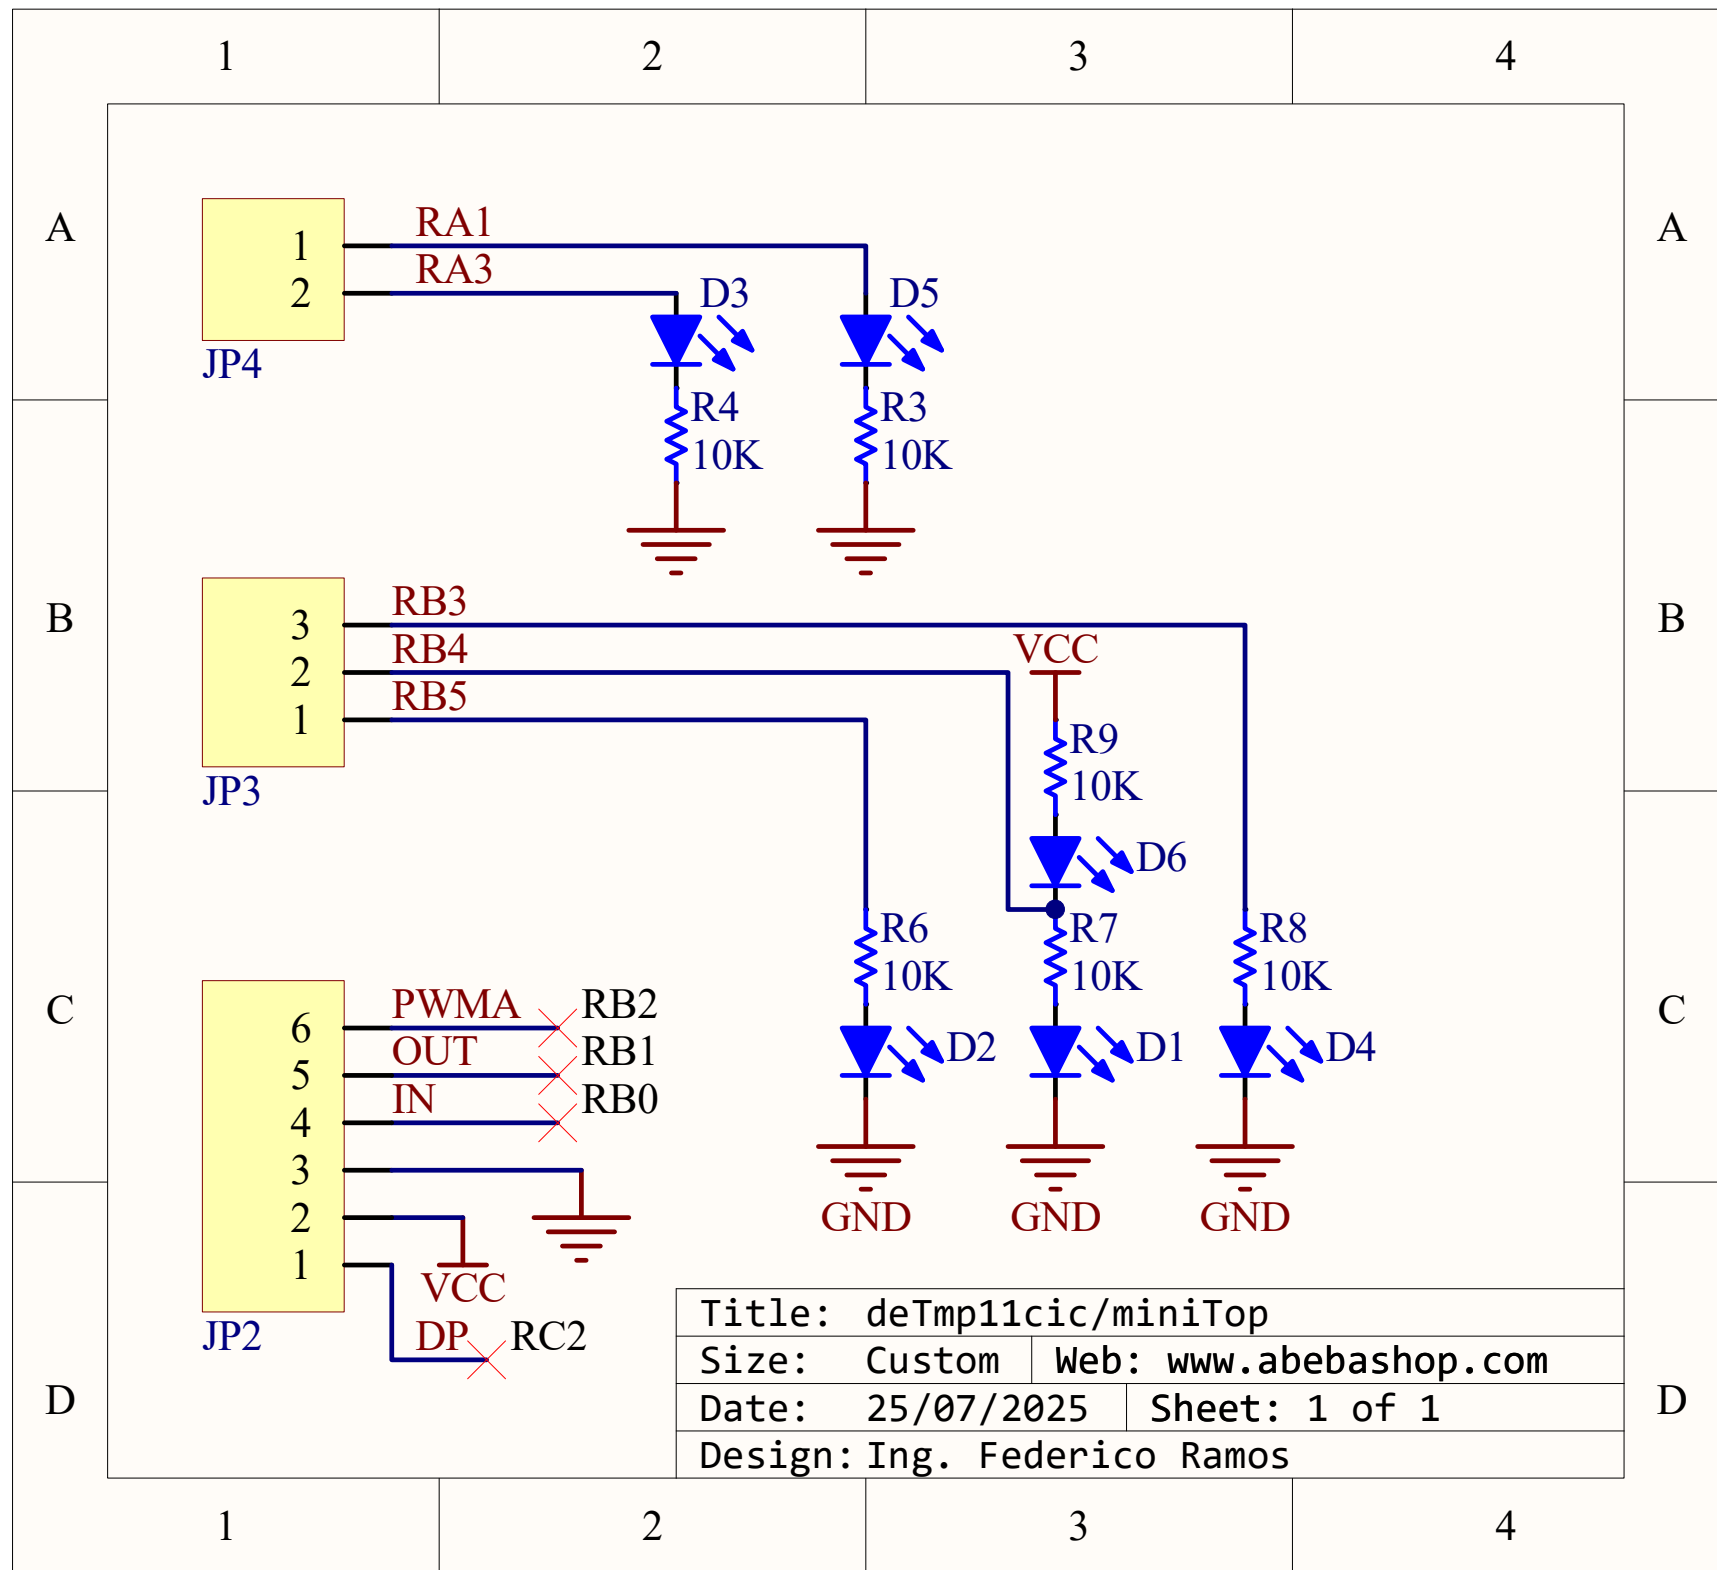 1 2 3 4
A A
RA1
1
RA3
2
D3 D5
JP4
R4 R3
10K 10K
B B
RB3
3
RB4
2
VCC
RB5
1
R9
JP3
10K
D6
R6 R7 R8
10K 10K 10K
C C
PWMA RB2
6
OUT RB1
5
D2 D1 D4
IN RB0
4
3
2
GND GND GND
1
VCC
JP2
DP RC2
Title: deTmp11cic/miniTop
Size: Custom Web: www.abebashop.com
Date: 25/07/2025 Sheet: 1 of 1
Design: Ing. Federico Ramos
D D
1 2 3 4